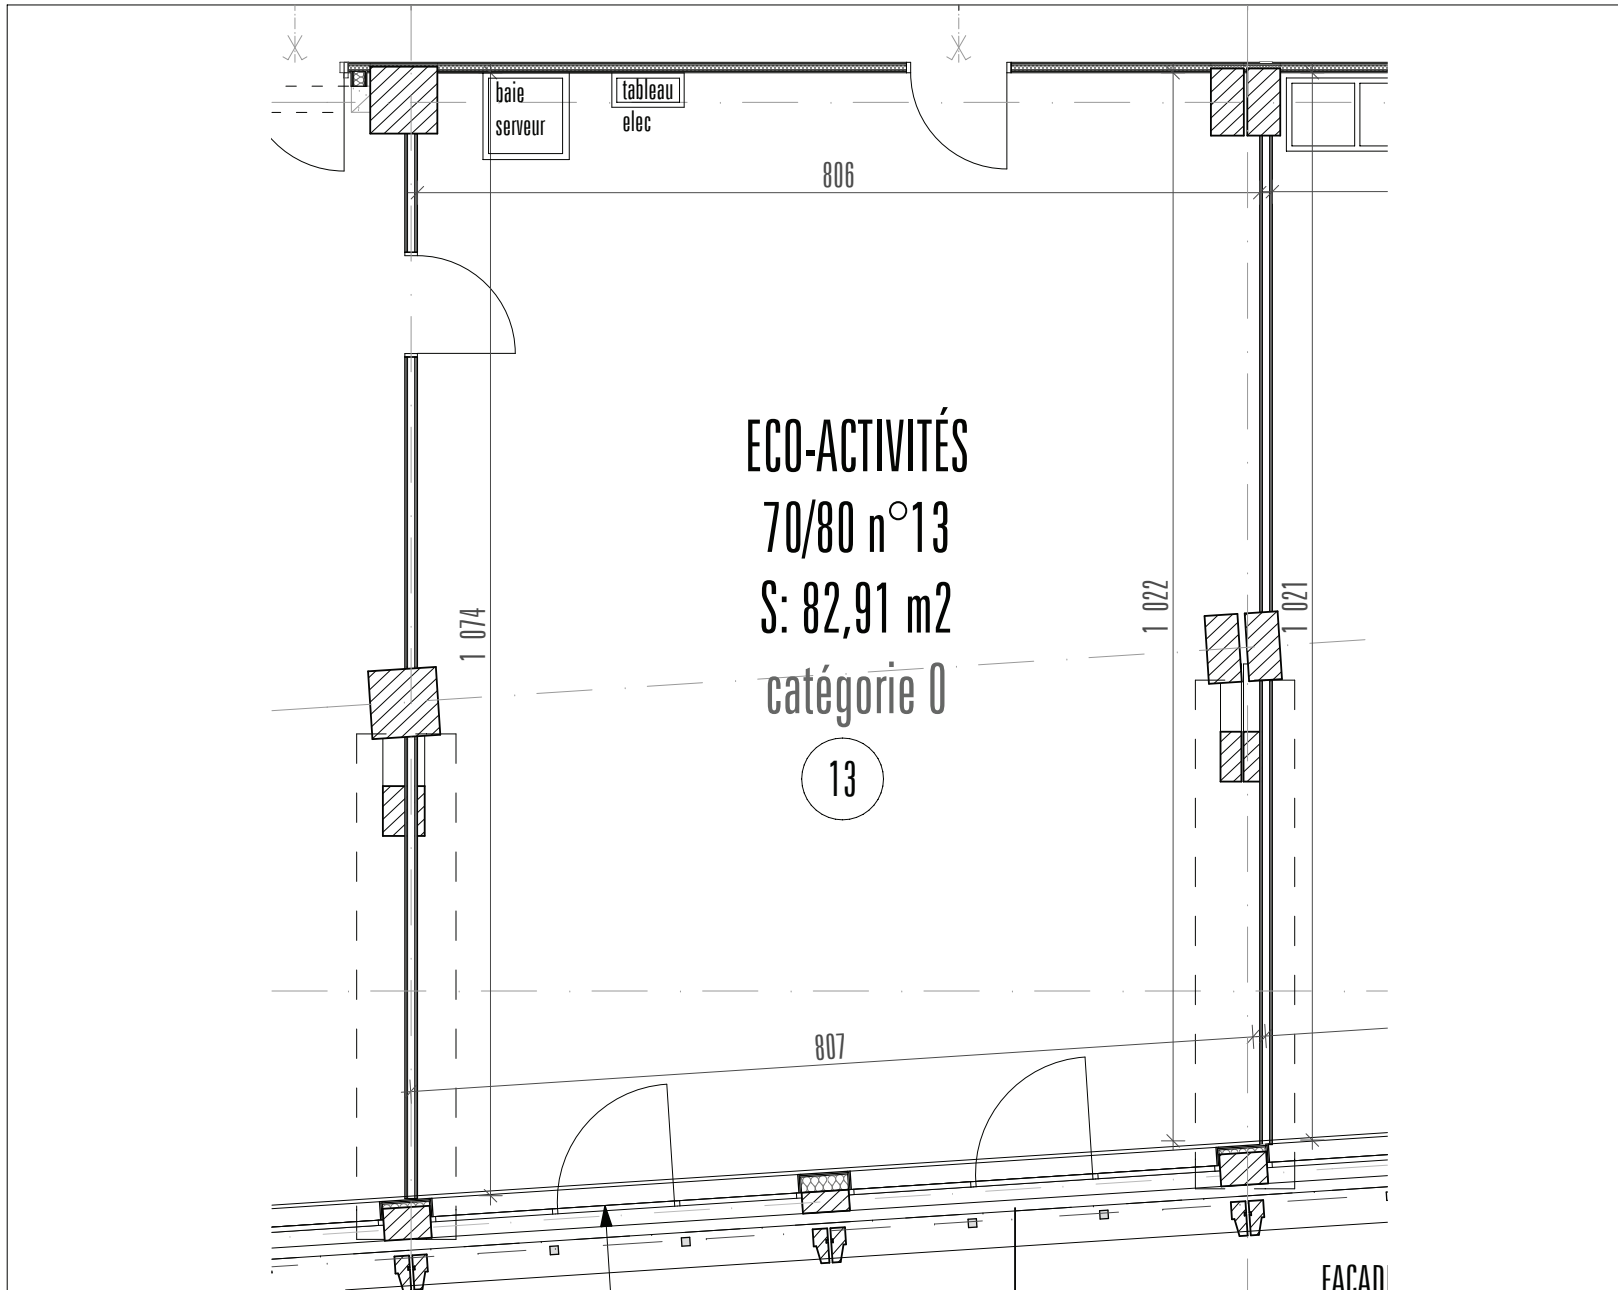 baie
serveur
tableau
elec
806
ECO-ACTIVITÉS
70/80 n°13
S: 82,91 m2
catégorie 0
13
1 074
1 022
1 021
807